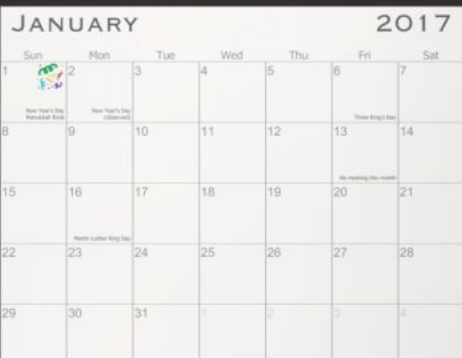 JANUARY 2017
Sun Mon Tue Wed Thu Fri Sat
1 2 3 4 5 6 7
New Year's Day New Year's Day
Hanukkah Ends (observed) Three King's Day
8 9 10 11 12 13 14
No meeting this month
15 16 17 18 19 20 21
Martin Luther King Day
22 23 24 25 26 27 28
29 30 31 1 2 3 4